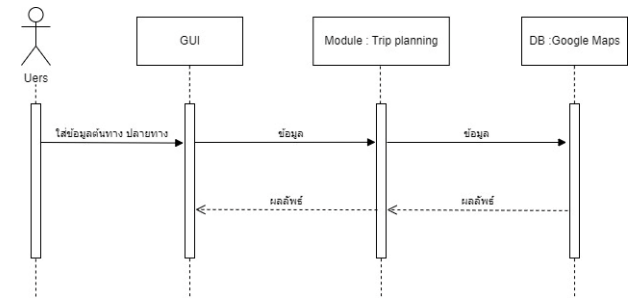 GUI
Module : Trip planning
DB :Google Maps
Uers
ใส่ข้อมูลต้นทาง ปลายทาง
ข้อมูล
ข้อมูล
ผลลัพธ์
ผลลัพธ์